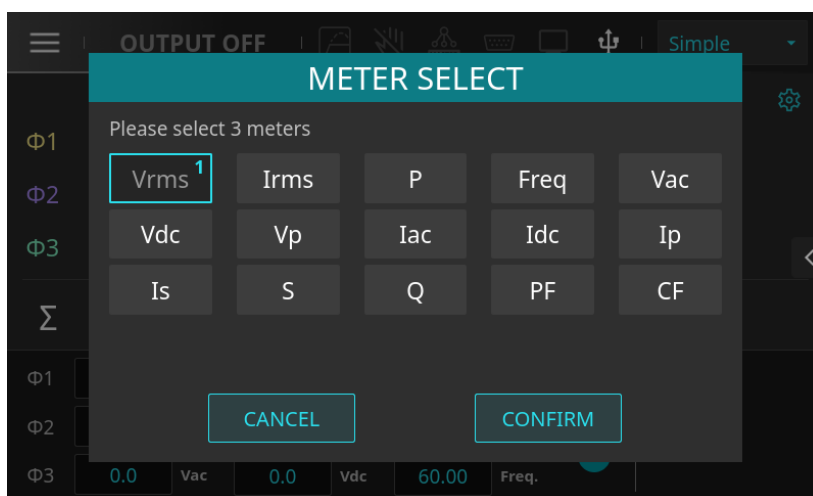 OUTPUT OFF Simple
METER SELECT
Please select 3 meters
Vrms 1 Irms P Freq Vac
Vdc Vp Iac Idc Ip
Is S Q PF CF
CANCEL CONFIRM
Φ1
Φ2
Φ3
Σ
Φ1
Φ2
Φ3 0.0 Vac 0.0 Vdc 60.00 Freq.